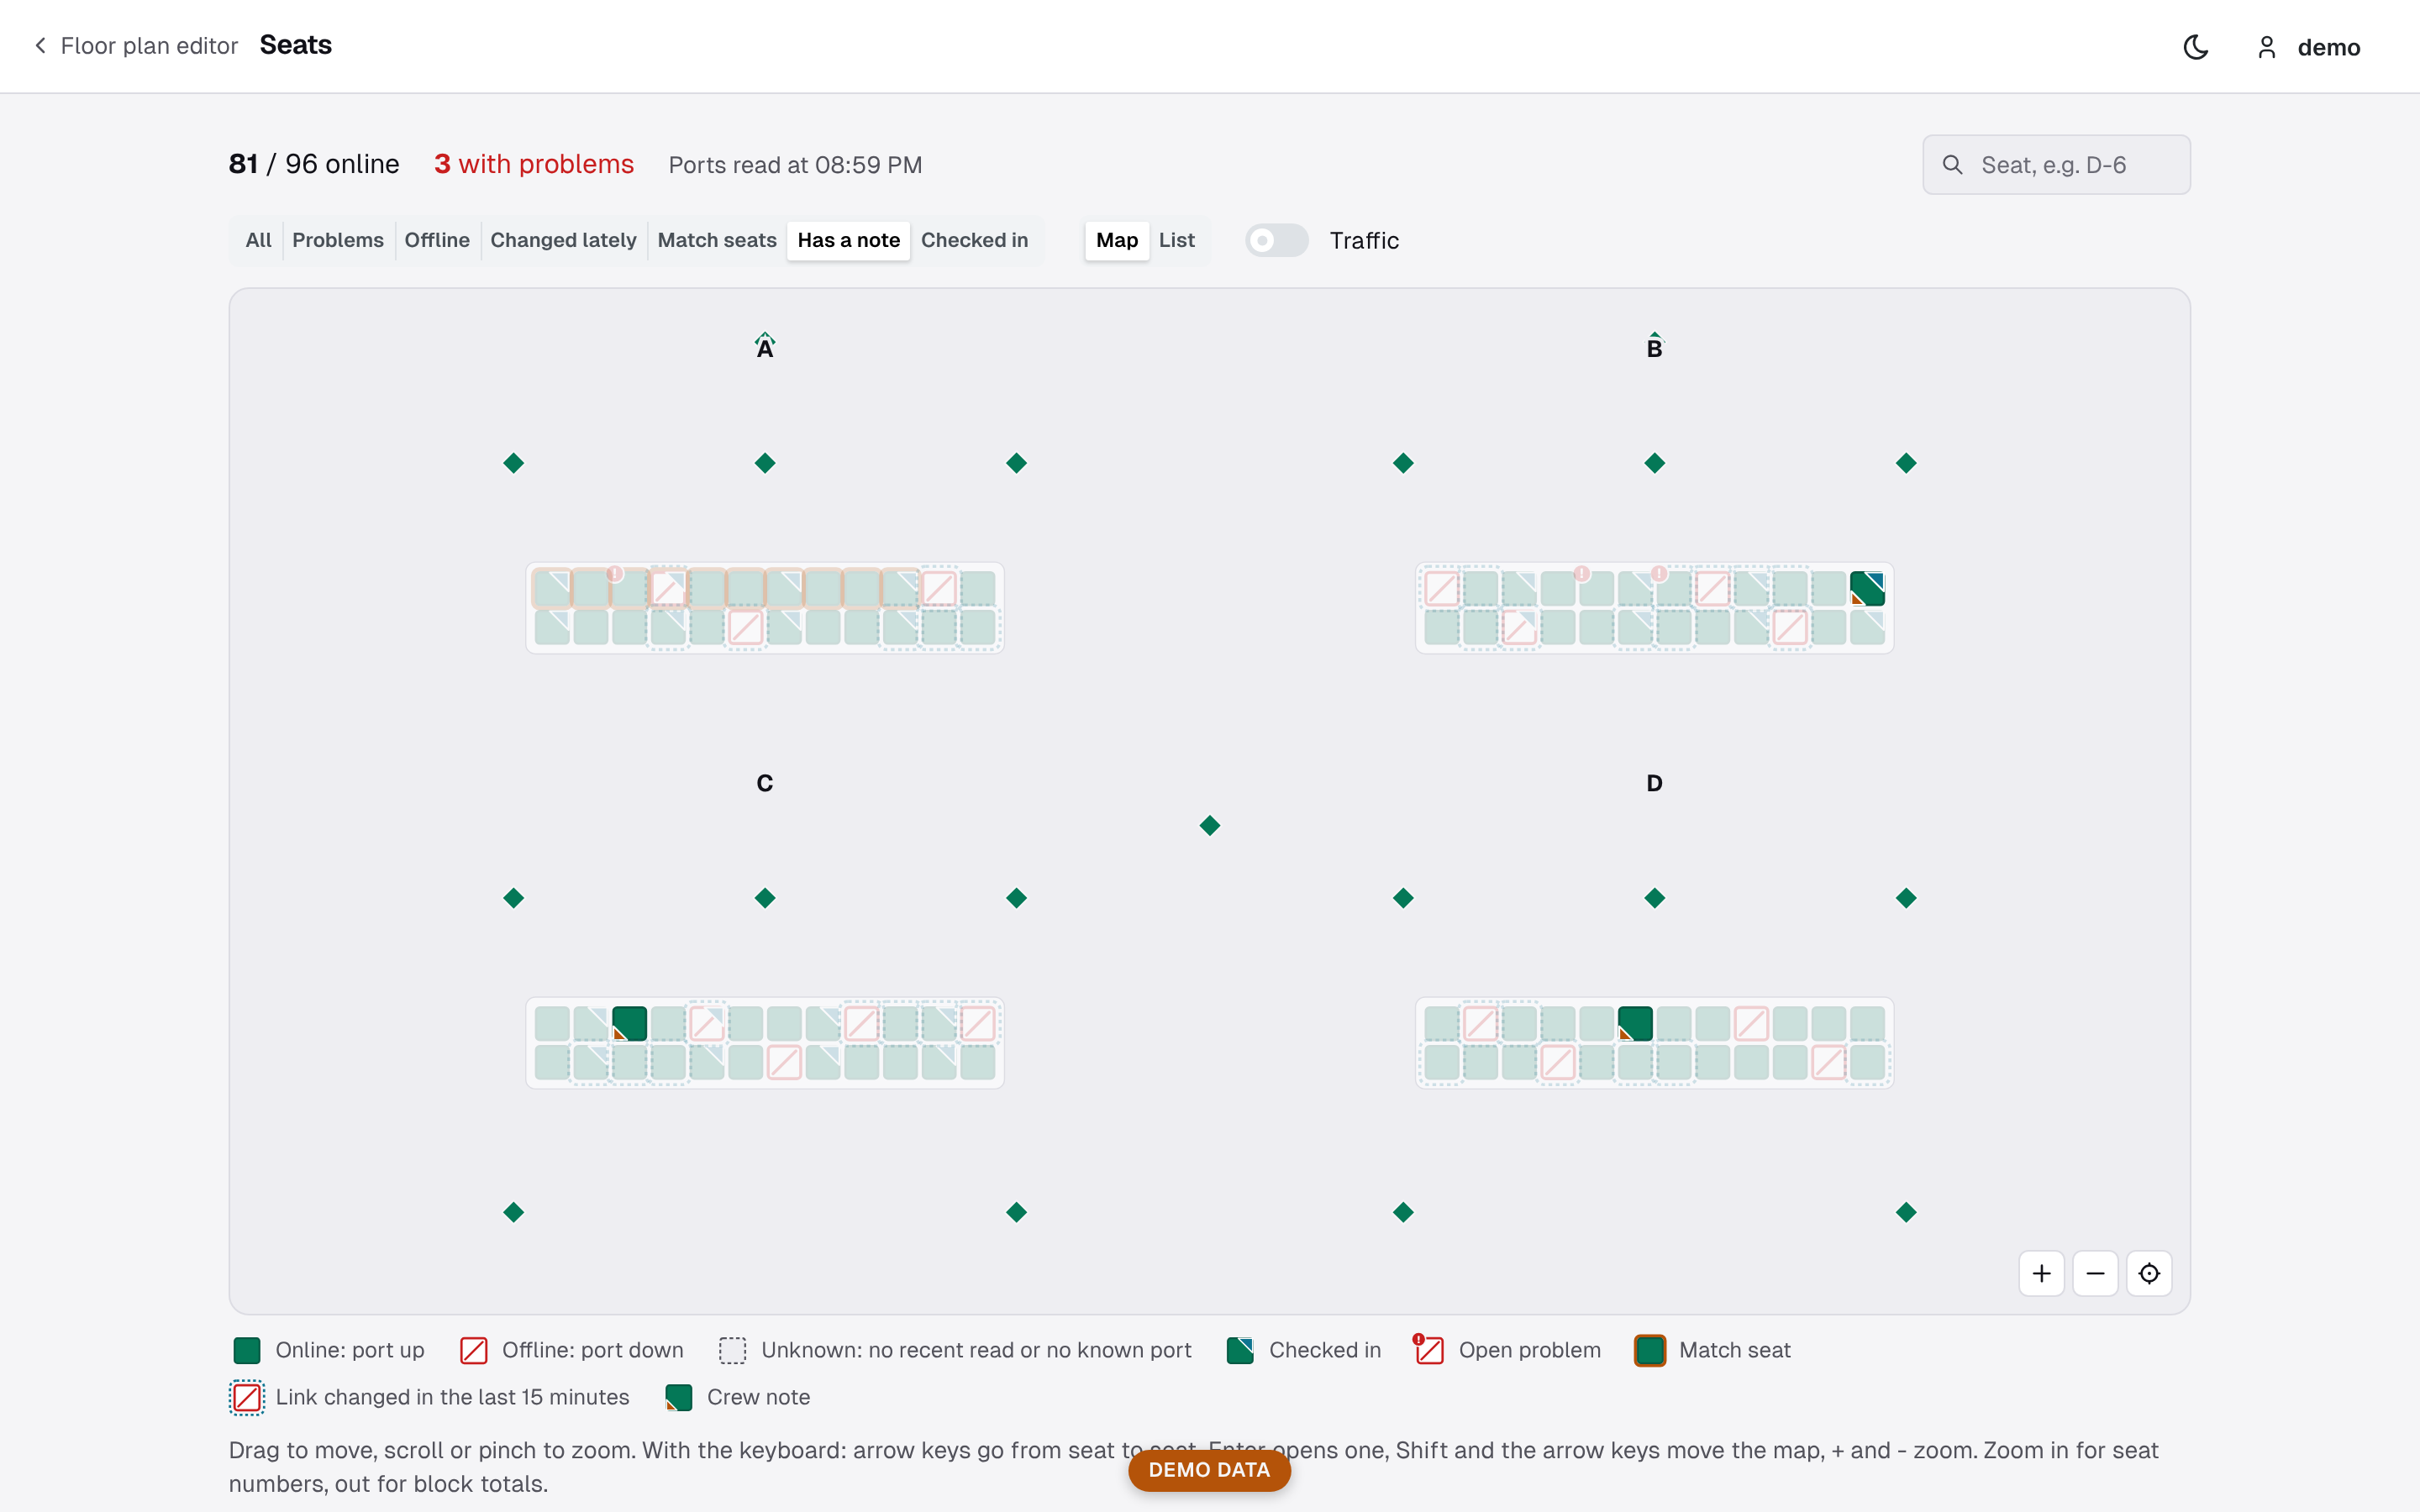 Floor plan editor Seats
demo
81 / 96 online 3 with problems Ports read at 08:59 PM
Seat, e.g. D-6
All Problems Offline Changed lately Match seats Has a note Checked in Map List Traffic
A B
C D
Online: port up Offline: port down Unknown: no recent read or no known port Checked in Open problem Match seat
Link changed in the last 15 minutes Crew note
Drag to move, scroll or pinch to zoom. With the keyboard: arrow keys go from seat to seat, Enter opens one, Shift and the arrow keys move the map, + and - zoom. Zoom in for seat
numbers, out for block totals.
DEMO DATA